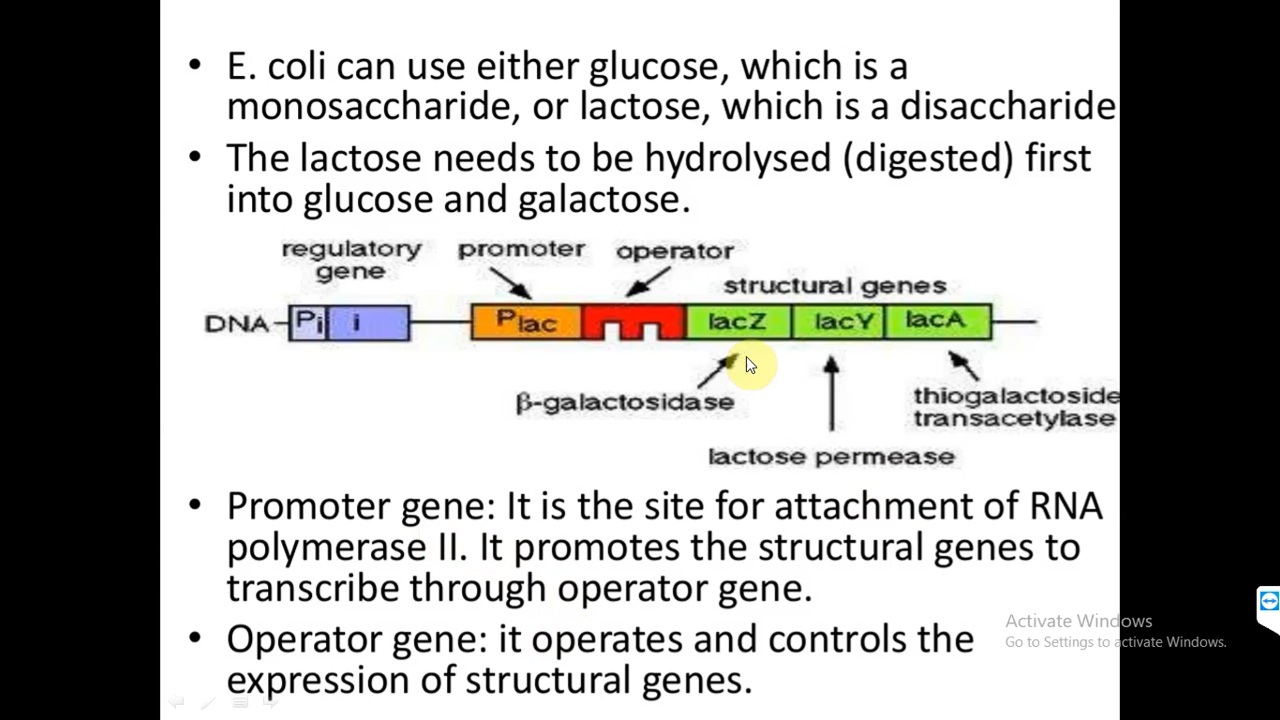 • E. coli can use either glucose, which is a
monosaccharide, or lactose, which is a disaccharide
• The lactose needs to be hydrolysed (digested) first
into glucose and galactose.
regulatory
gene
promoter
operator
structural genes
DNA
Pi
i
Plac
lacZ
lacY
lacA
β-galactosidase
lactose permease
thiogalactoside
transacetylase
• Promoter gene: It is the site for attachment of RNA
polymerase II. It promotes the structural genes to
transcribe through operator gene.
• Operator gene: it operates and controls the
expression of structural genes.
Activate Windows
Go to Settings to activate Windows.